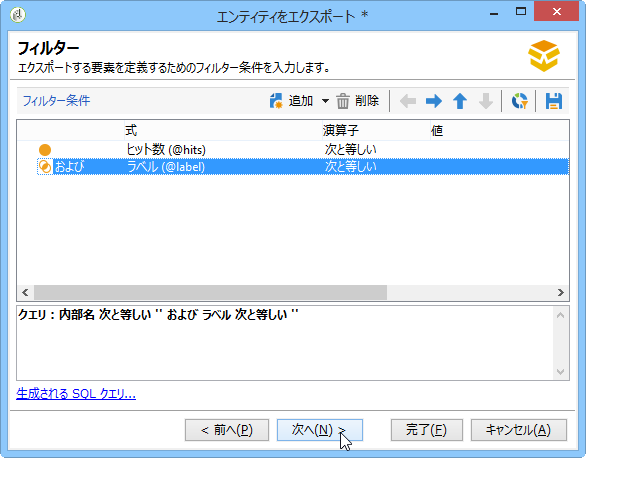 エンティティをエクスポート *
フィルター
エクスポートする要素を定義するためのフィルター条件を入力します。
フィルター条件 追加 削除
式 演算子 値
ヒット数 (@hits) 次と等しい
および ラベル (@label) 次と等しい
クエリ : 内部名 次と等しい '' および ラベル 次と等しい ''
生成される SQL クエリ...
< 前へ(P) 次へ(N) > 完了(F) キャンセル(A)